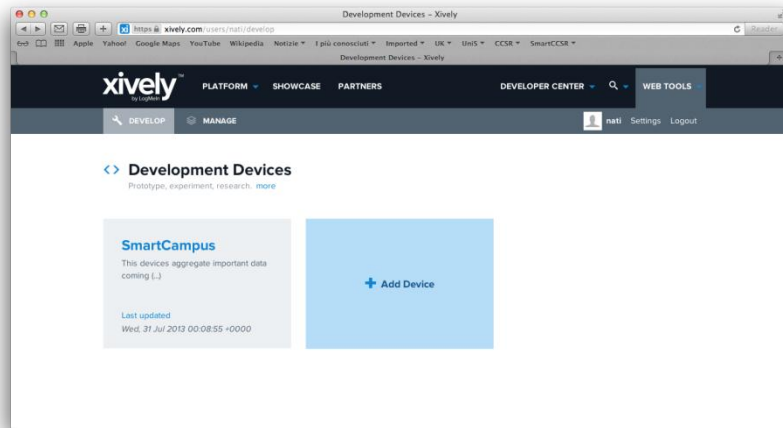 Development Devices – Xively
https xively.com/users/nati/develop
Reader
Apple Yahoo! Google Maps YouTube Wikipedia Notizie I più conosciuti Imported UK UniS CCSR SmartCCSR
Development Devices – Xively
xively™ PLATFORM SHOWCASE PARTNERS DEVELOPER CENTER WEB TOOLS
by LogMeIn
DEVELOP MANAGE nati Settings Logout
<> Development Devices
Prototype, experiment, research. more
SmartCampus
This devices aggregate important data
coming (...)
+ Add Device
Last updated
Wed, 31 Jul 2013 00:08:55 +0000